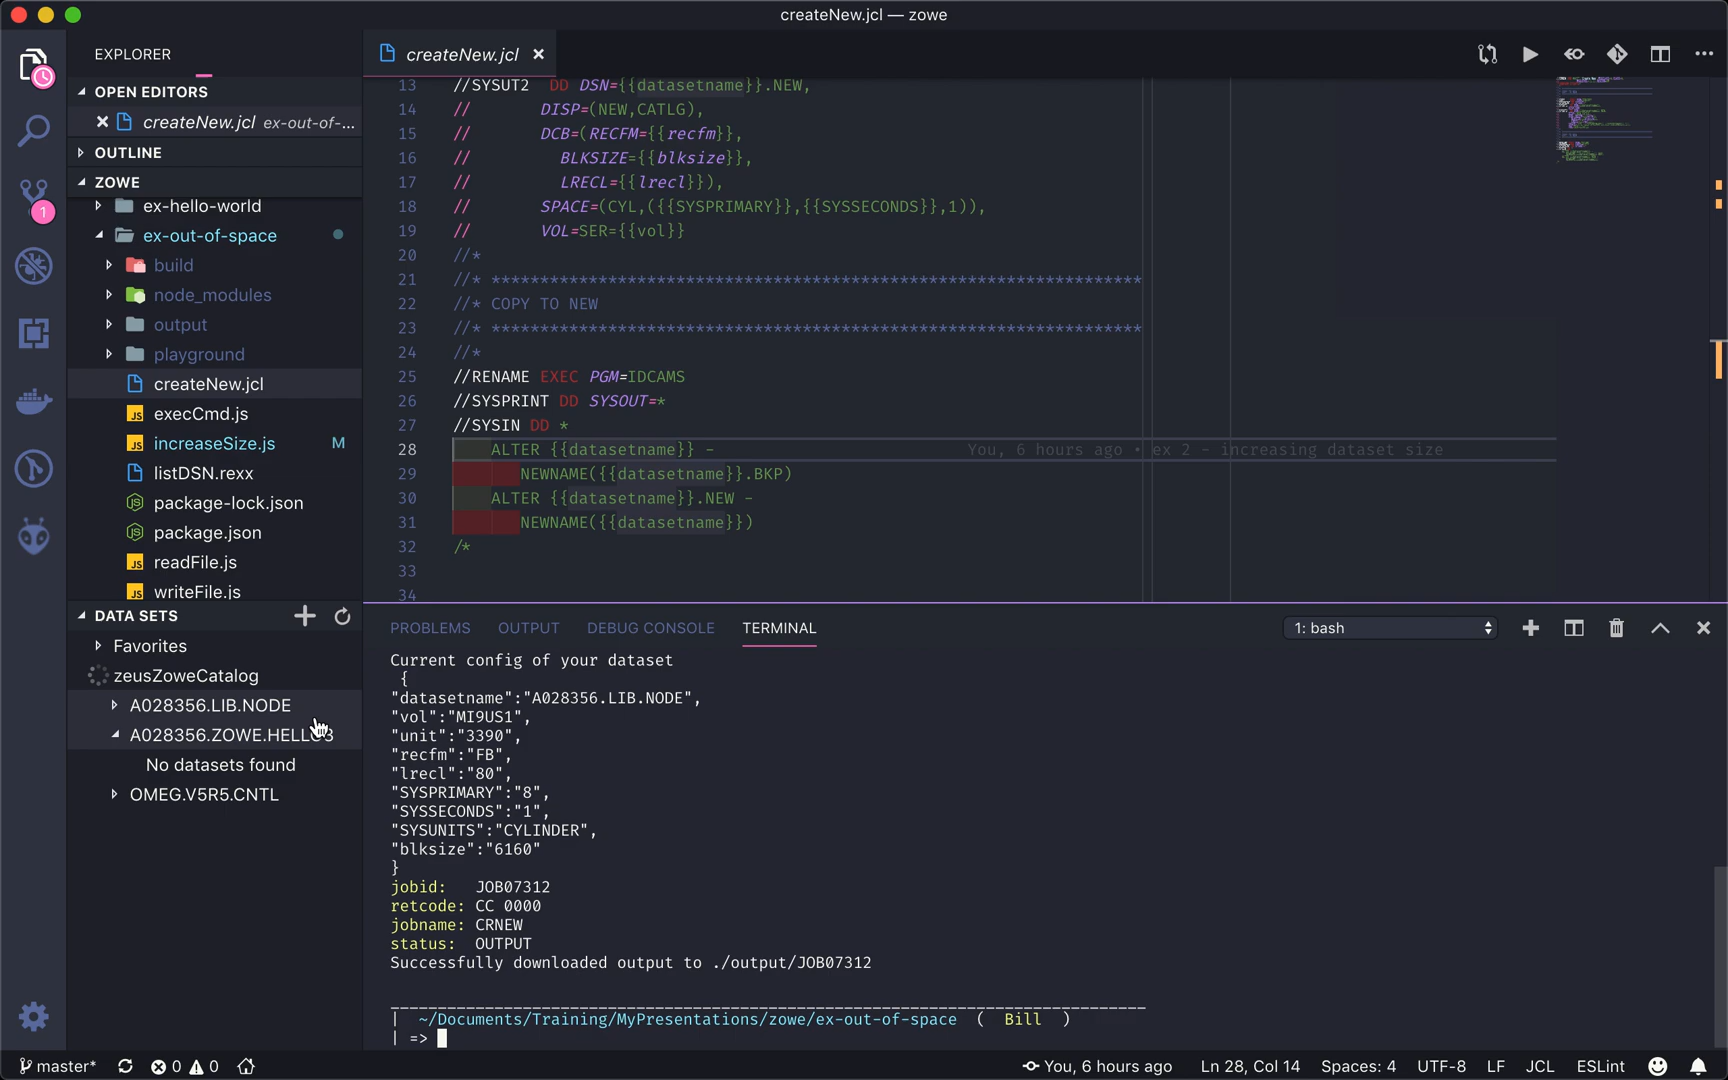 createNew.jcl — zowe
EXPLORER
OPEN EDITORS
createNew.jcl ex-out-of-...
OUTLINE
ZOWE
ex-hello-world
ex-out-of-space
build
node_modules
output
playground
createNew.jcl
JS execCmd.js
JS increaseSize.js M
listDSN.rexx
package-lock.json
package.json
JS readFile.js
JS writeFile.js
1
DATA SETS
Favorites
zeusZoweCatalog
A028356.LIB.NODE
A028356.ZOWE.HELLO3
No datasets found
OMEG.V5R5.CNTL
createNew.jcl
13 //SYSUT2  DD DSN={{datasetname}}.NEW,
14 //       DISP=(NEW,CATLG),
15 //       DCB=(RECFM={{recfm}},
16 //         BLKSIZE={{blksize}},
17 //         LRECL={{lrecl}}),
18 //       SPACE=(CYL,({{SYSPRIMARY}},{{SYSSECONDS}},1)),
19 //       VOL=SER={{vol}}
20 //*
21 //* *******************************************************************
22 //* COPY TO NEW
23 //* *******************************************************************
24 //*
25 //RENAME EXEC PGM=IDCAMS
26 //SYSPRINT DD SYSOUT=*
27 //SYSIN DD *
28     ALTER {{datasetname}} - You, 6 hours ago • ex 2 - increasing dataset size
29        NEWNAME({{datasetname}}.BKP)
30     ALTER {{datasetname}}.NEW -
31        NEWNAME({{datasetname}})
32 /*
33
34
PROBLEMS OUTPUT DEBUG CONSOLE TERMINAL 1: bash
Current config of your dataset
{
"datasetname":"A028356.LIB.NODE",
"vol":"MI9US1",
"unit":"3390",
"recfm":"FB",
"lrecl":"80",
"SYSPRIMARY":"8",
"SYSSECONDS":"1",
"SYSUNITS":"CYLINDER",
"blksize":"6160"
}
jobid:   JOB07312
retcode: CC 0000
jobname: CRNEW
status:  OUTPUT
Successfully downloaded output to ./output/JOB07312
________________________________________________________________________________
|  ~/Documents/Training/MyPresentations/zowe/ex-out-of-space  (  Bill  )
| =>
master* 0 0 You, 6 hours ago Ln 28, Col 14 Spaces: 4 UTF-8 LF JCL ESLint